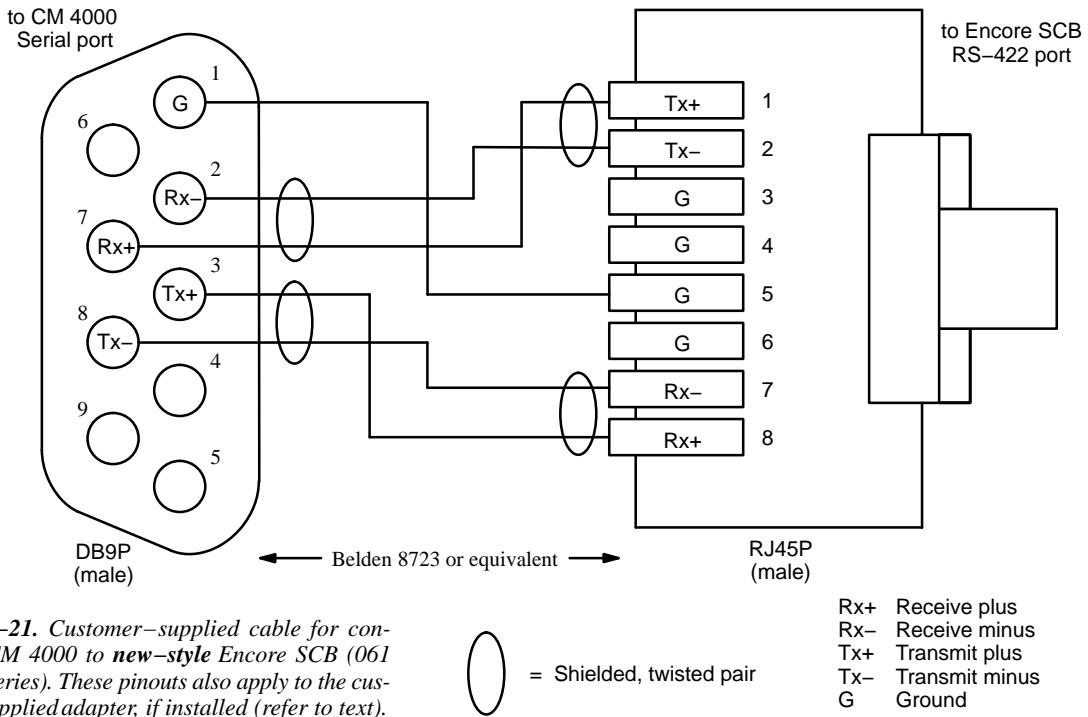 to CM 4000
Serial port
to Encore SCB
RS−422 port
1
G
6
2
Rx−
7
Rx+
3
Tx+
8
Tx−
4
9
5
Tx+ 1
Tx− 2
G 3
G 4
G 5
G 6
Rx− 7
Rx+ 8
DB9P
(male)
Belden 8723 or equivalent
RJ45P
(male)
−21. Customer−supplied cable for con-
CM 4000 to new−style Encore SCB (061
eries). These pinouts also apply to the cus-
pplied adapter, if installed (refer to text).
= Shielded, twisted pair
Rx+ Receive plus
Rx− Receive minus
Tx+ Transmit plus
Tx− Transmit minus
G Ground